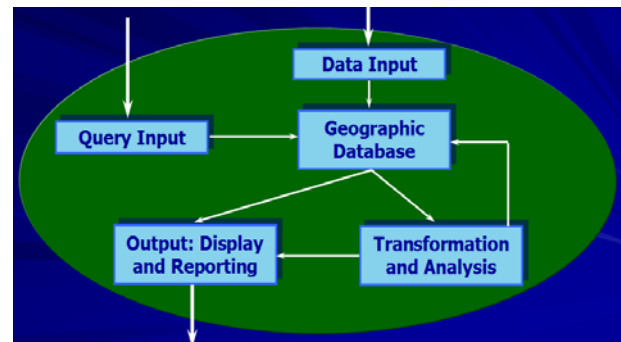 Data Input
Query Input
Geographic
Database
Output: Display
and Reporting
Transformation
and Analysis